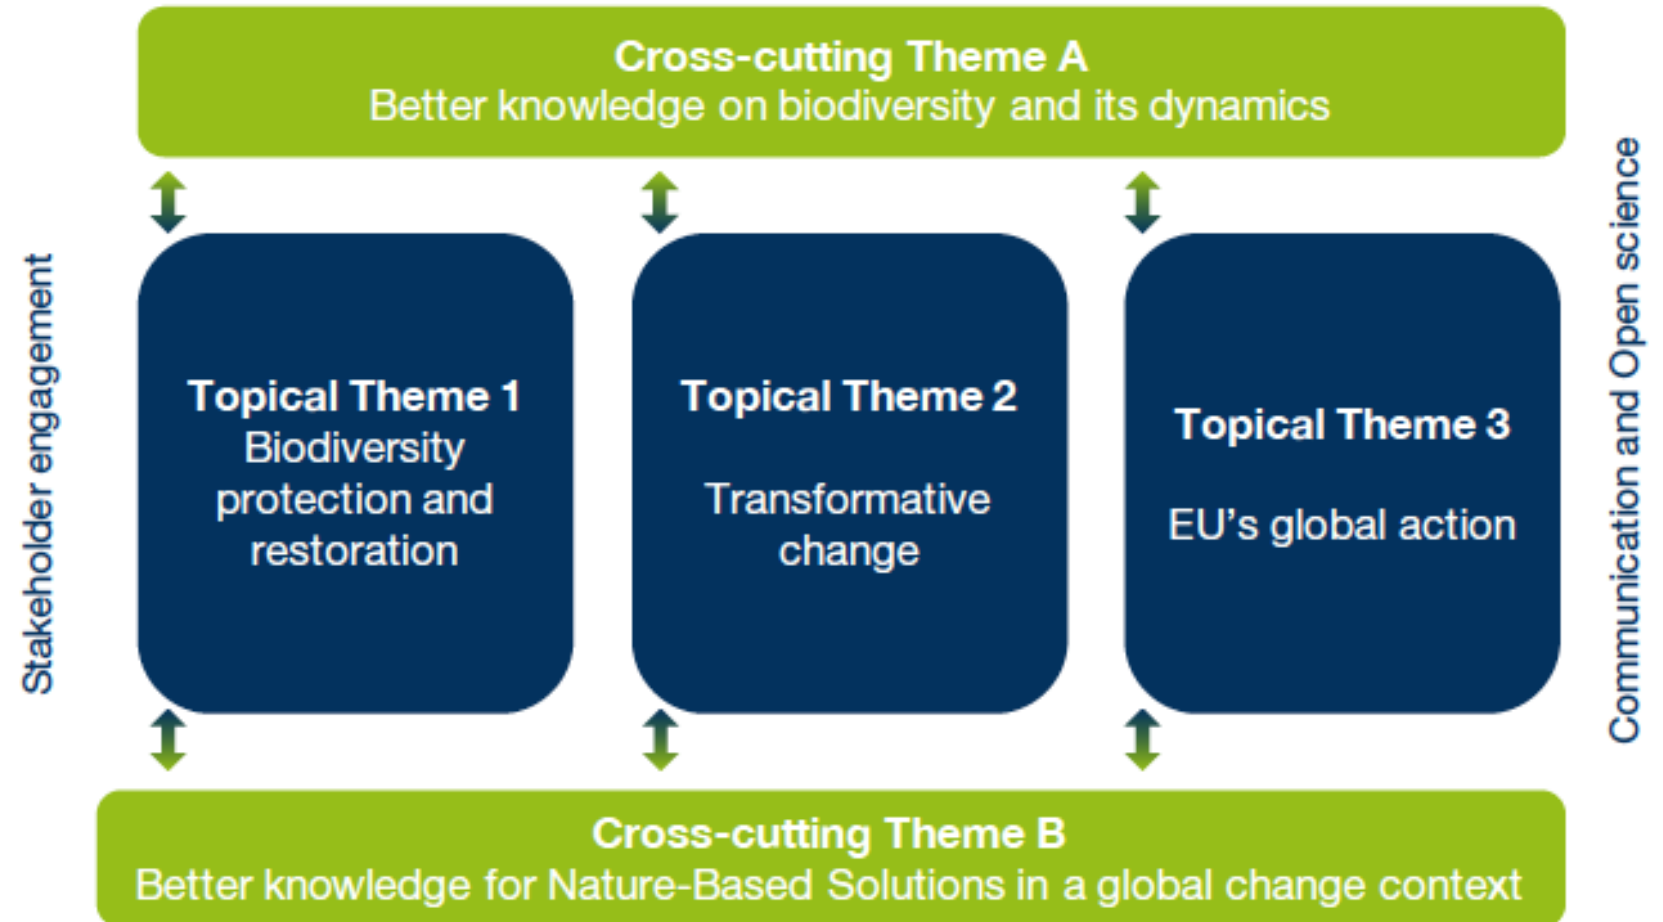 Cross-cutting Theme A
Better knowledge on biodiversity and its dynamics
Stakeholder engagement
Topical Theme 1
Biodiversity
protection and
restoration
Topical Theme 2
Transformative
change
Topical Theme 3
EU's global action
Communication and Open science
Cross-cutting Theme B
Better knowledge for Nature-Based Solutions in a global change context